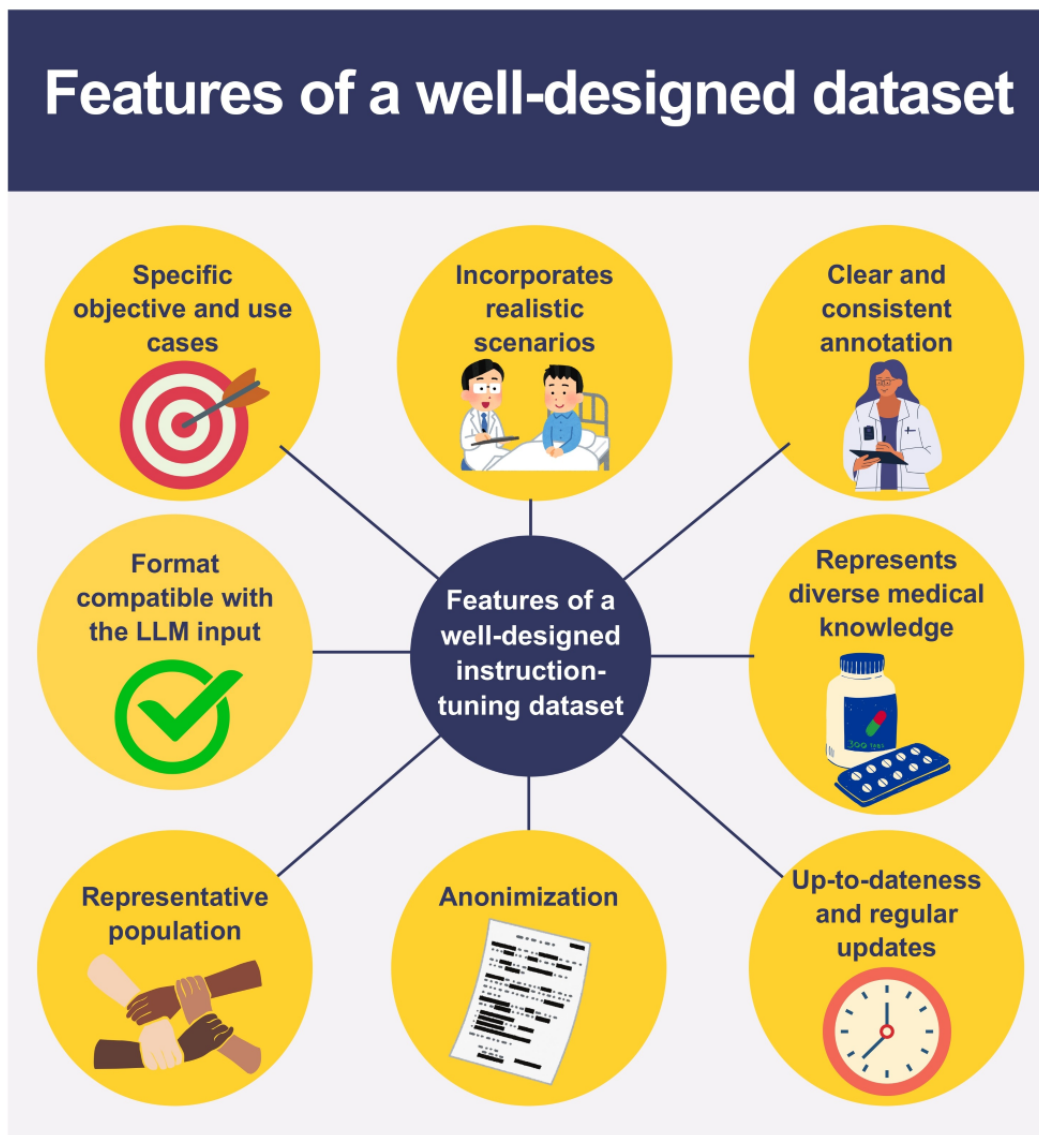 Features of a well-designed dataset
Specific
objective and use
cases
Incorporates
realistic
scenarios
Clear and
consistent
annotation
Format
compatible with
the LLM input
Features of a
well-designed
instruction-
tuning dataset
Represents
diverse medical
knowledge
Representative
population
Anonimization
Up-to-dateness
and regular
updates